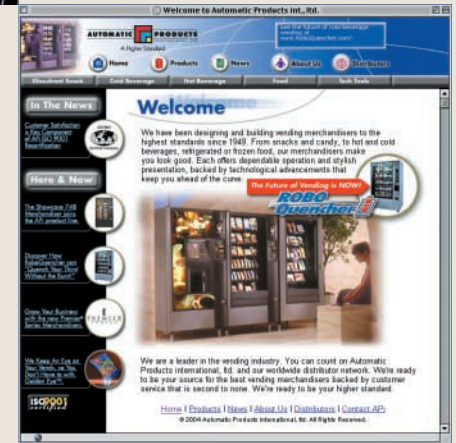 Welcome to Automatic Products int., ltd.
AUTOMATIC PRODUCTS
A Higher Standard
See the future of cold beverage
vending at
www.RoboQuencher.com!
Home
Products
News
About Us
Distributors
Glassfront Snack
Cold Beverage
Hot Beverage
Food
Tech Tools
In The News
Customer Satisfaction
is Key Component
of APi ISO 9001
Recertification
Here & Now
The Showcase 7/8
Merchandiser joins
the APi product line.
Discover How
RoboQuencher can
"Quench Your Thirst
Without the Burst!"
Grow Your Business
with the new Premier®
Series Merchandisers
PREMIER
We Keep An Eye on
Your Vends, so You
Don't Have to with
Golden Eye™.
ISO9001
certified
Welcome
We have been designing and building vending merchandisers to the
highest standards since 1949. From snacks and candy, to hot and cold
beverages, refrigerated or frozen food, our merchandisers make
you look good. Each offers dependable operation and stylish
presentation, backed by technological advancements that
keep you ahead of the curve.
The Future of Vending is NOW!
ROBO
Quencher
We are a leader in the vending industry. You can count on Automatic
Products international, ltd. and our worldwide distributor network. We're ready
to be your source for the best vending merchandisers backed by customer
service that is second to none. We're ready to be your higher standard.
Home | Products | News | About Us | Distributors | Contact APi
© 2004 Automatic Products international, ltd. All Rights Reserved.